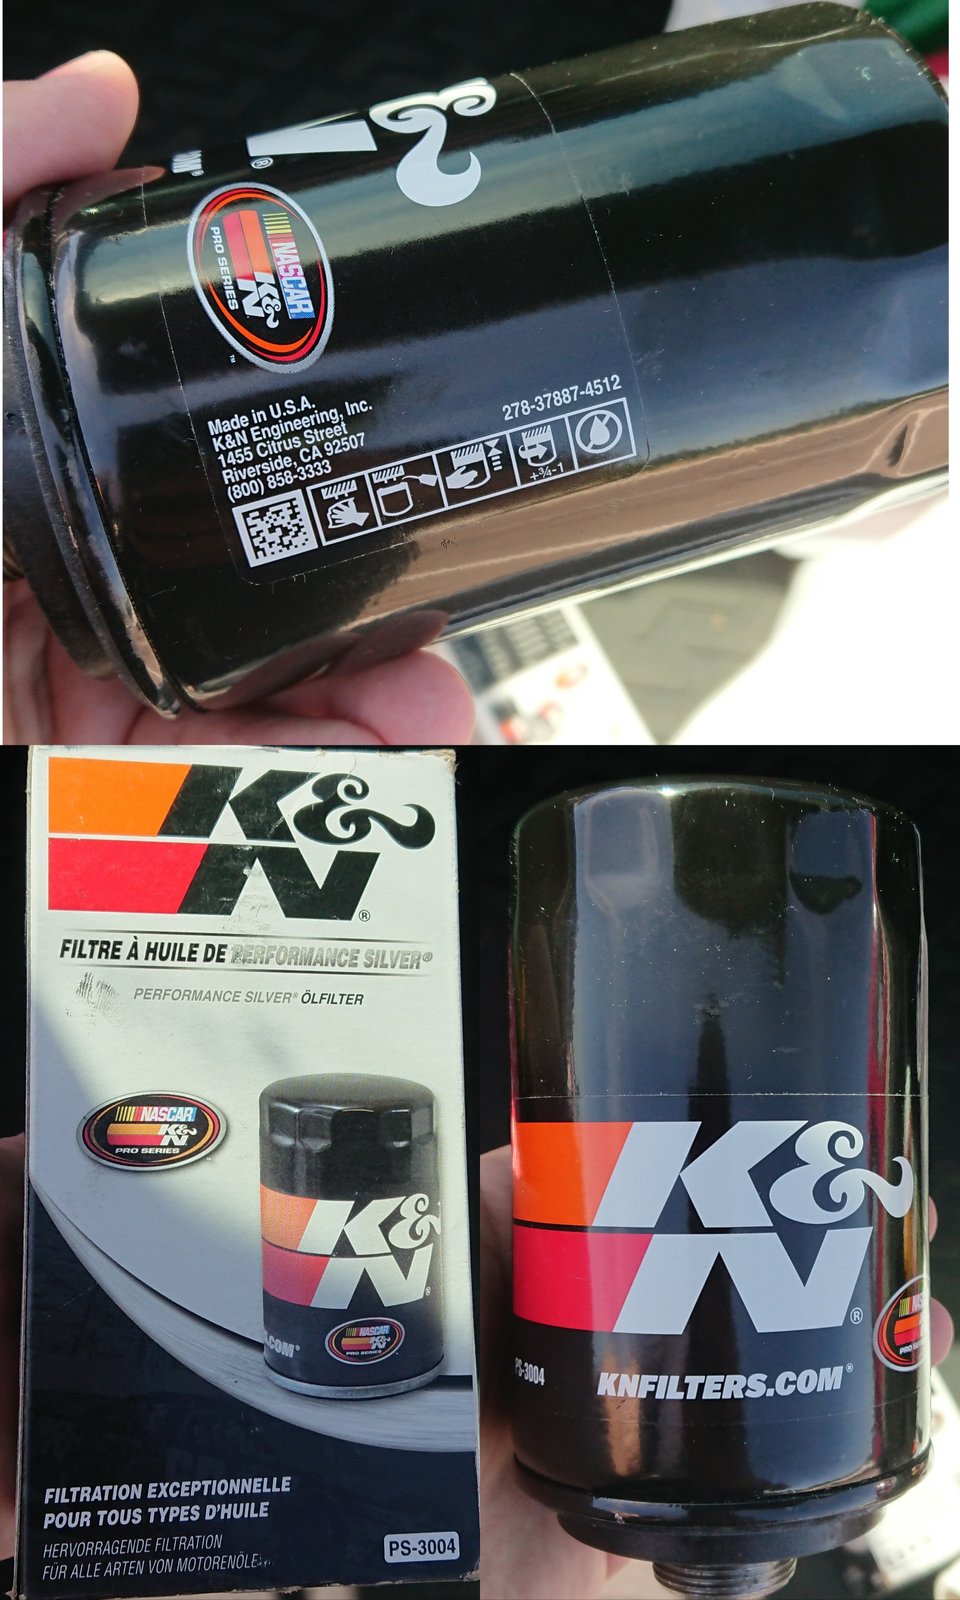 K&N®
NASCAR
K&N
PRO SERIES
™
Made in U.S.A.
K&N Engineering, Inc.
1455 Citrus Street
Riverside, CA 92507
(800) 858-3333
278-37887-4512
+¾-1
K&N®
FILTRE À HUILE DE PERFORMANCE SILVER®
PERFORMANCE SILVER® ÖLFILTER
NASCAR
K&N
PRO SERIES
K&N®
.COM®
NASCAR
K&N
PRO SERIES
FILTRATION EXCEPTIONNELLE
POUR TOUS TYPES D'HUILE
HERVORRAGENDE FILTRATION
FÜR ALLE ARTEN VON MOTORENÖLE
PS-3004
K&N®
PS-3004
KNFILTERS.COM®